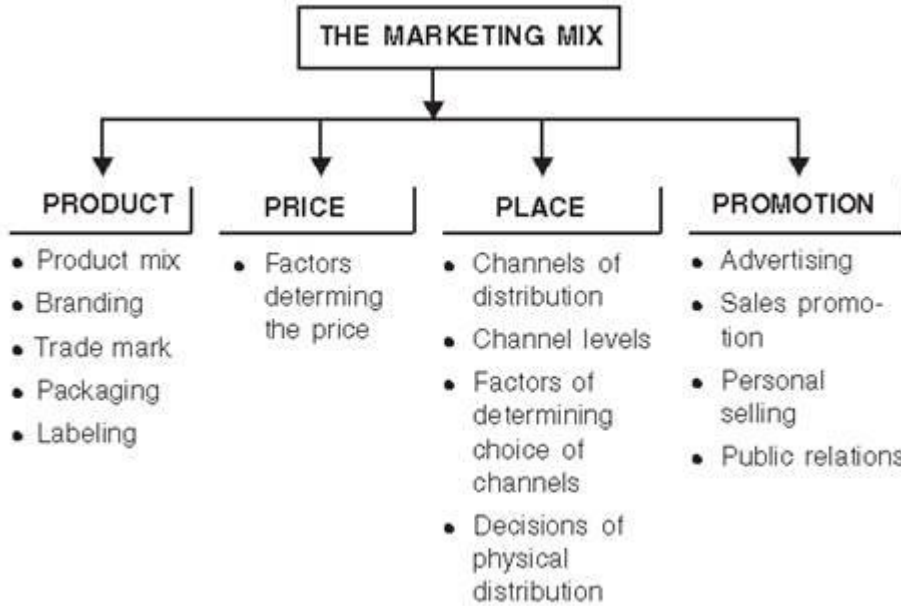 THE MARKETING MIX
PRODUCT
• Product mix
• Branding
• Trade mark
• Packaging
• Labeling
PRICE
• Factors
determing
the price
PLACE
• Channels of
distribution
• Channel levels
• Factors of
determining
choice of
channels
• Decisions of
physical
distribution
PROMOTION
• Advertising
• Sales promo-
tion
• Personal
selling
• Public relations